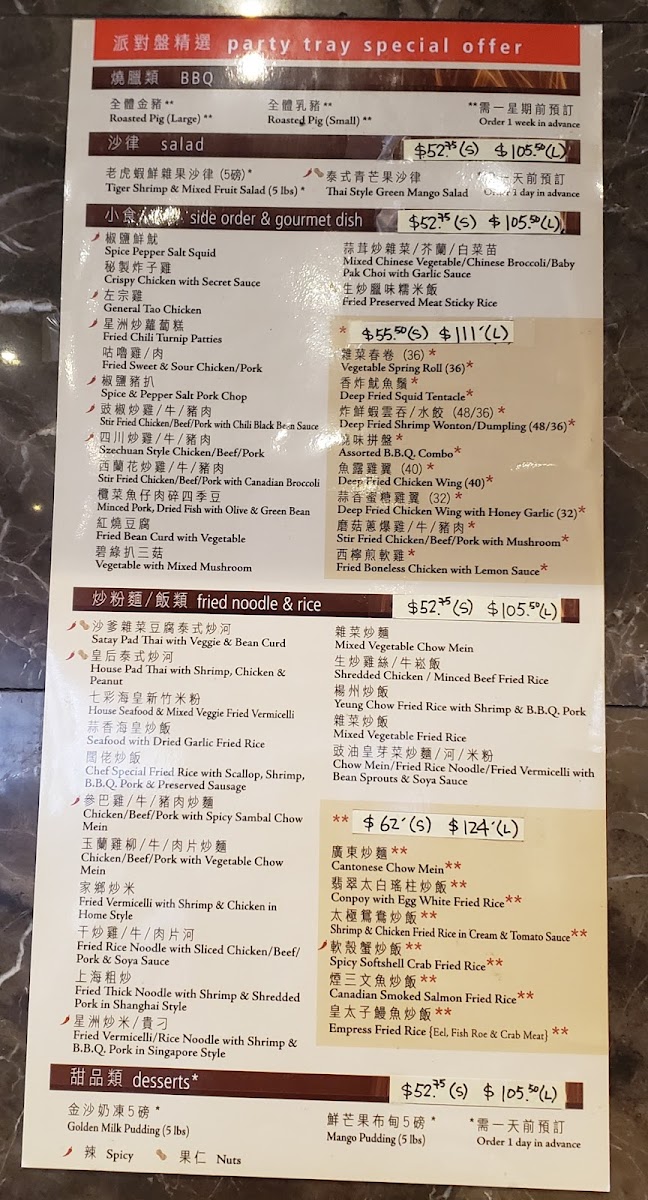 派對盤精選 party tray special offer
燒臘類 BBQ
全體金豬**
Roasted Pig (Large) **
全體乳豬**
Roasted Pig (Small) **
**需一星期前預訂
Order 1 week in advance
沙律 salad
$52.75(S) $105.50(L)
老虎蝦鮮雜果沙律 (5磅)*
Tiger Shrimp & Mixed Fruit Salad (5 lbs) *
泰式青芒果沙律
Thai Style Green Mango Salad
一天前預訂
Order 1 day in advance
小食 side order & gourmet dish
$52.75(S) $105.50(L)
椒鹽鮮魷
Spice Pepper Salt Squid
秘製炸子雞
Crispy Chicken with Secret Sauce
左宗雞
General Tao Chicken
星洲炒蘿蔔糕
Fried Chili Turnip Patties
咕嚕雞/肉
Fried Sweet & Sour Chicken/Pork
椒鹽豬扒
Spice & Pepper Salt Pork Chop
豉椒炒雞/牛/豬肉
Stir Fried Chicken/Beef/Pork with Chili Black Bean Sauce
四川炒雞/牛/豬肉
Szechuan Style Chicken/Beef/Pork
西蘭花炒雞/牛/豬肉
Stir Fried Chicken/Beef/Pork with Canadian Broccoli
欖菜魚仔肉碎四季豆
Minced Pork, Dried Fish with Olive & Green Bean
紅燒豆腐
Fried Bean Curd with Vegetable
碧綠扒三菇
Vegetable with Mixed Mushroom
蒜茸炒雜菜/芥蘭/白菜苗
Mixed Chinese Vegetable/Chinese Broccoli/Baby
Pak Choi with Garlic Sauce
生炒臘味糯米飯
Fried Preserved Meat Sticky Rice
* $55.50(S) $111.-(L)
雜菜春卷 (36)*
Vegetable Spring Roll (36)*
香炸魷魚鬚*
Deep Fried Squid Tentacle*
炸鮮蝦雲吞/水餃 (48/36)*
Deep Fried Shrimp Wonton/Dumpling (48/36)*
燒味拼盤*
Assorted B.B.Q. Combo*
魚露雞翼 (40)*
Deep Fried Chicken Wing (40)*
蒜香蜜糖雞翼 (32)*
Deep Fried Chicken Wing with Honey Garlic (32)*
磨菇蔥爆雞/牛/豬肉*
Stir Fried Chicken/Beef/Pork with Mushroom*
西檸煎軟雞*
Fried Boneless Chicken with Lemon Sauce*
炒粉麵/飯類 fried noodle & rice
$52.75(S) $105.50(L)
沙爹雜菜豆腐泰式炒河
Satay Pad Thai with Veggie & Bean Curd
皇后泰式炒河
House Pad Thai with Shrimp, Chicken &
Peanut
七彩海皇新竹米粉
House Seafood & Mixed Veggie Fried Vermicelli
蒜香海皇炒飯
Seafood with Dried Garlic Fried Rice
闊佬炒飯
Chef Special Fried Rice with Scallop, Shrimp,
B.B.Q. Pork & Preserved Sausage
參巴雞/牛/豬肉炒麵
Chicken/Beef/Pork with Spicy Sambal Chow
Mein
玉蘭雞柳/牛/肉片炒麵
Chicken/Beef/Pork with Vegetable Chow
Mein
家鄉炒米
Fried Vermicelli with Shrimp & Chicken in
Home Style
干炒雞/牛/肉片河
Fried Rice Noodle with Sliced Chicken/Beef/
Pork & Soya Sauce
上海粗炒
Fried Thick Noodle with Shrimp & Shredded
Pork in Shanghai Style
星洲炒米/貴刁
Fried Vermicelli/Rice Noodle with Shrimp &
B.B.Q. Pork in Singapore Style
雜菜炒麵
Mixed Vegetable Chow Mein
生炒雞絲/牛崧飯
Shredded Chicken / Minced Beef Fried Rice
楊州炒飯
Yeung Chow Fried Rice with Shrimp & B.B.Q. Pork
雜菜炒飯
Mixed Vegetable Fried Rice
豉油皇芽菜炒麵/河/米粉
Chow Mein/Fried Rice Noodle/Fried Vermicelli with
Bean Sprouts & Soya Sauce
** $62.-(S) $124.-(L)
廣東炒麵**
Cantonese Chow Mein**
翡翠太白瑤柱炒飯**
Conpoy with Egg White Fried Rice**
太極鴛鴦炒飯**
Shrimp & Chicken Fried Rice in Cream & Tomato Sauce**
軟殼蟹炒飯**
Spicy Softshell Crab Fried Rice**
煙三文魚炒飯**
Canadian Smoked Salmon Fried Rice**
皇太子鰻魚炒飯**
Empress Fried Rice {Eel, Fish Roe & Crab Meat} **
甜品類 desserts*
$52.75(S) $105.50(L)
金沙奶凍5磅 *
Golden Milk Pudding (5 lbs)
鮮芒果布甸5磅 *
Mango Pudding (5 lbs)
*需一天前預訂
Order 1 day in advance
辣 Spicy 果仁 Nuts